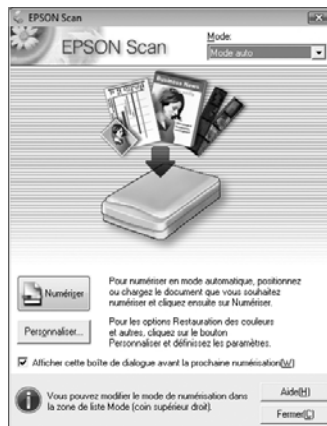 EPSON Scan
EPSON Scan
Mode:
Mode auto
Business News
Numériser
Pour numériser en mode automatique, positionnez
ou chargez le document que vous souhaitez
numériser et cliquez ensuite sur Numériser.
Personnaliser...
Pour les options Restauration des couleurs
et autres, cliquez sur le bouton
Personnaliser et définissez les paramètres.
Afficher cette boîte de dialogue avant la prochaine numérisation(W)
Vous pouvez modifier le mode de numérisation dans
la zone de liste Mode (coin supérieur droit).
Aide(H)
Fermer(C)